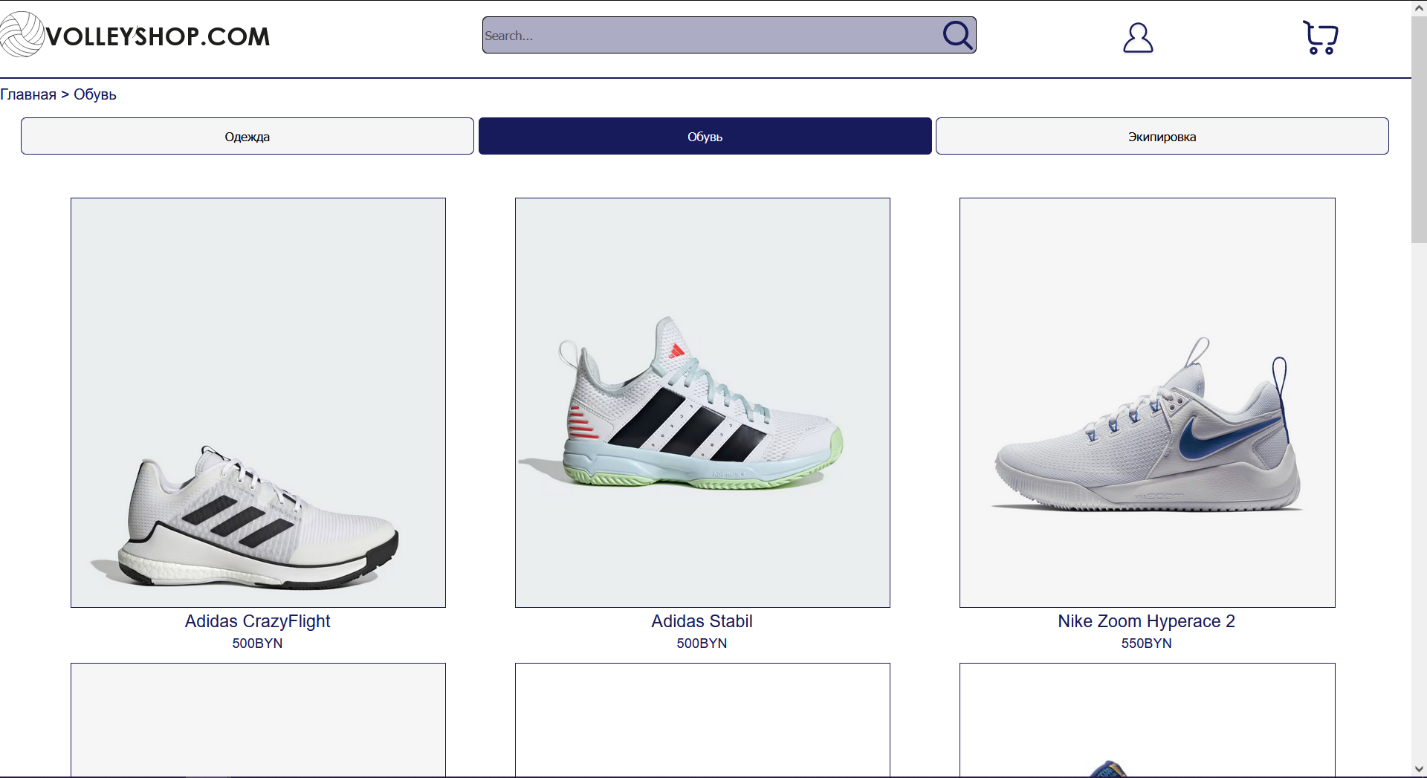 VOLLEYSHOP.COM
Search...
Главная > Обувь
Одежда
Обувь
Экипировка
Adidas CrazyFlight
500BYN
Adidas Stabil
500BYN
Nike Zoom Hyperace 2
550BYN